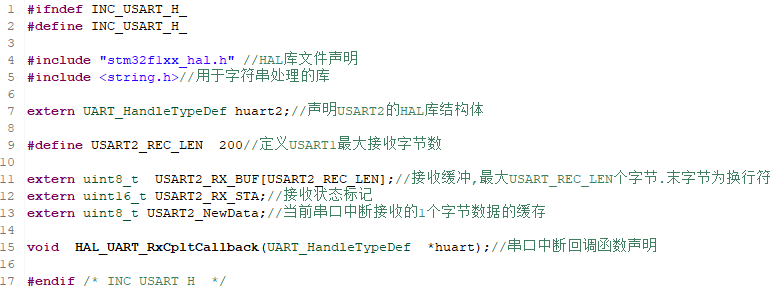 1 #ifndef INC_USART_H_
2 #define INC_USART_H_
3
4 #include "stm32f1xx_hal.h" //HAL库文件声明
5 #include <string.h>//用于字符串处理的库
6
7 extern UART_HandleTypeDef huart2;//声明USART2的HAL库结构体
8
9 #define USART2_REC_LEN  200//定义USART1最大接收字节数
10
11 extern uint8_t  USART2_RX_BUF[USART2_REC_LEN];//接收缓冲,最大USART_REC_LEN个字节.末字节为换行符
12 extern uint16_t USART2_RX_STA;//接收状态标记
13 extern uint8_t USART2_NewData;//当前串口中断接收的1个字节数据的缓存
14
15 void  HAL_UART_RxCpltCallback(UART_HandleTypeDef  *huart);//串口中断回调函数声明
16
17 #endif /* INC_USART_H_ */